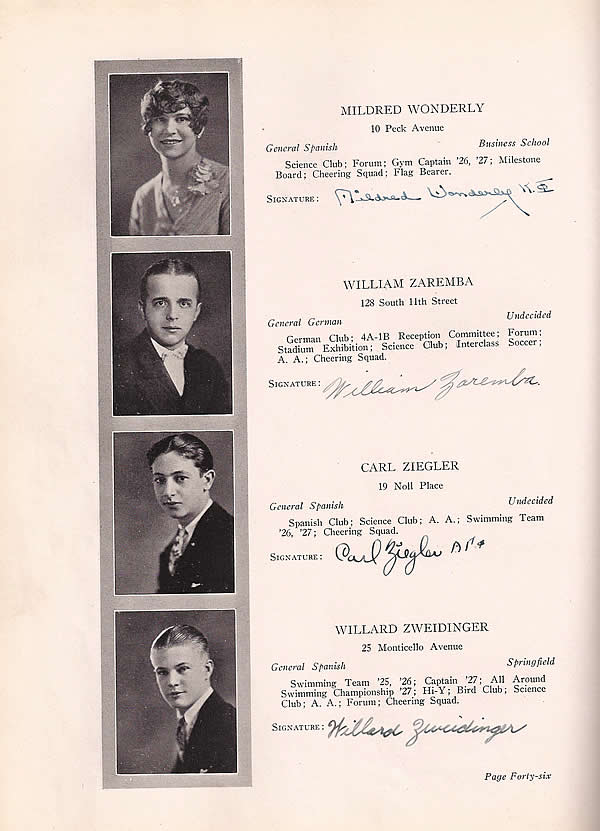 MILDRED WONDERLY
10 Peck Avenue
General Spanish Business School
Science Club; Forum; Gym Captain '26, '27; Milestone
Board; Cheering Squad; Flag Bearer.
SIGNATURE: Mildred Wonderly
WILLIAM ZAREMBA
128 South 11th Street
General German Undecided
German Club; 4A-1B Reception Committee; Forum;
Stadium Exhibition; Science Club; Interclass Soccer;
A. A.; Cheering Squad.
SIGNATURE: William Zaremba.
CARL ZIEGLER
19 Noll Place
General Spanish Undecided
Spanish Club; Science Club; A. A.; Swimming Team
'26, '27; Cheering Squad.
SIGNATURE: Carl Ziegler
WILLARD ZWEIDINGER
25 Monticello Avenue
General Spanish Springfield
Swimming Team '25, '26; Captain '27; All Around
Swimming Championship '27; Hi-Y; Bird Club; Science
Club; A. A.; Forum; Cheering Squad.
SIGNATURE: Willard Zweidinger
Page Forty-six